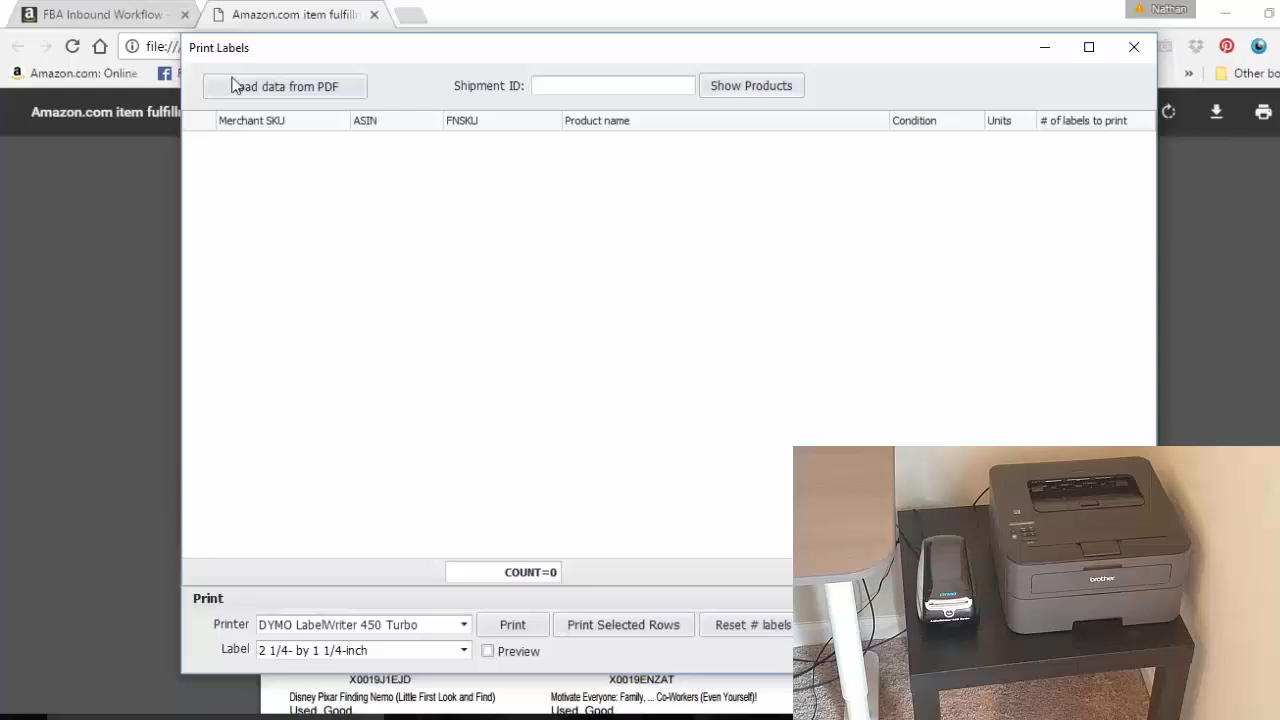 FBA Inbound Workflow
Amazon.com item fulfill
Nathan
file://
Amazon.com: Online
Other bo
Amazon.com item fulfill
Print Labels
Load data from PDF
Shipment ID:
Show Products
Merchant SKU
ASIN
FNSKU
Product name
Condition
Units
# of labels to print
COUNT=0
Print
Printer
DYMO LabelWriter 450 Turbo
Print
Print Selected Rows
Reset # labels
Label
2 1/4- by 1 1/4-inch
Preview
X0019J1EJD
X0019ENZAT
Disney Pixar Finding Nemo (Little First Look and Find)
Motivate Everyone: Family, ... Co-Workers (Even Yourself)!
Used Good
Used Good
brother
DYMO